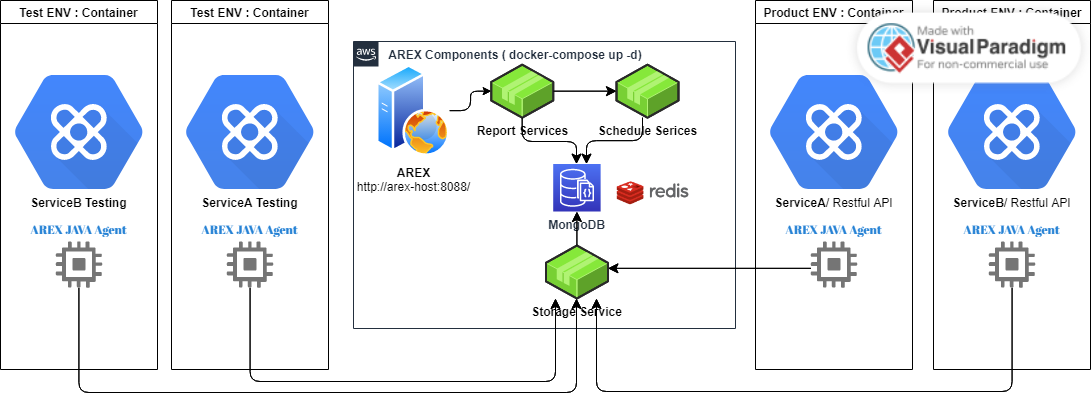 Test ENV : Container
Test ENV : Container
Product ENV : Container
Product ENV : Container
Made with
VisualParadigm
For non-commercial use
aws
AREX Components ( docker-compose up -d)
Report Services
Schedule Serices
AREX
http://arex-host:8088/
redis
MongoDB
Storage Service
ServiceB Testing
AREX JAVA Agent
ServiceA Testing
AREX JAVA Agent
ServiceA/ Restful API
AREX JAVA Agent
ServiceB/ Restful API
AREX JAVA Agent